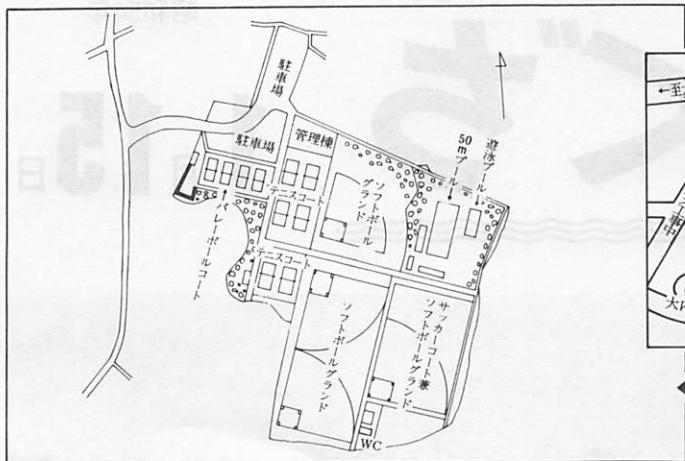 駐車場
駐車場
管理棟
テニスコート
バレーボールコート
テニスコート
ソフトボール
グランド
50mプール
遊泳プール
ソフトボールグランド
サッカーコート兼
ソフトボールグランド
WC
←至